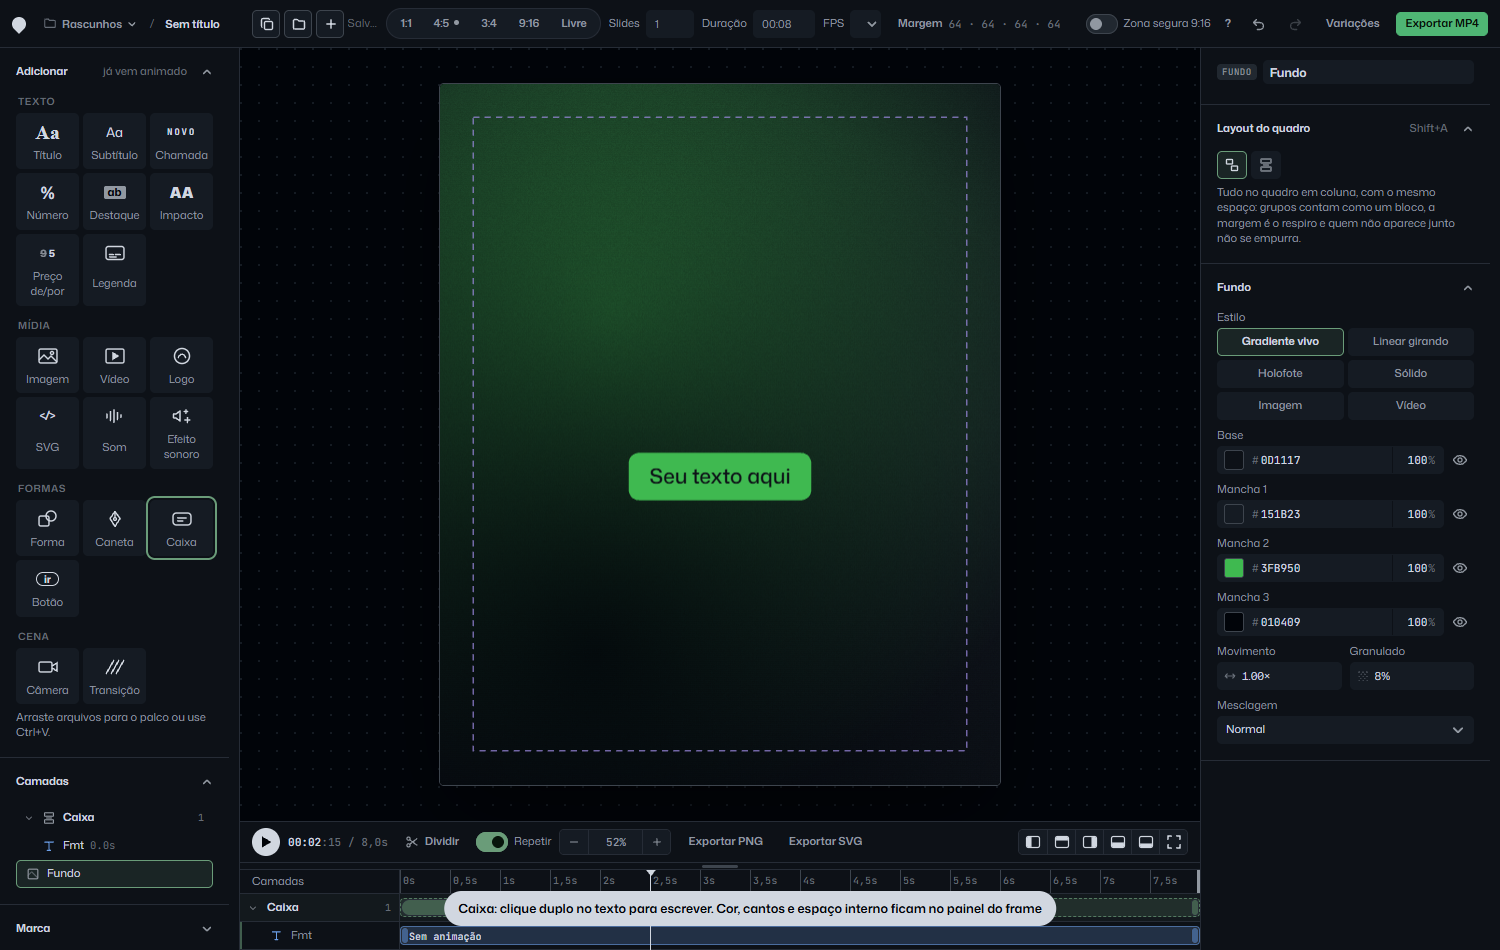 Rascunhos / Sem título
Salv...
1:1 4:5 3:4 9:16 Livre
Slides 1 Duração 00:08 FPS
Margem 64 · 64 · 64 · 64
Zona segura 9:16 ?
Variações
Exportar MP4
Adicionar já vem animado
TEXTO
Aa Aa NOVO
Título Subtítulo Chamada
% ab AA
Número Destaque Impacto
95
Preço de/por Legenda
MÍDIA
Imagem Vídeo Logo
</>
SVG Som Efeito sonoro
FORMAS
Forma Caneta Caixa
ir
Botão
CENA
Câmera Transição
Arraste arquivos para o palco ou use
Ctrl+V.
Camadas
Caixa 1
Fmt 0.0s
Fundo
Marca
Seu texto aqui
00:02:15 / 8,0s
Dividir
Repetir
− 52% +
Exportar PNG
Exportar SVG
Camadas
0s 0,5s 1s 1,5s 2s 2,5s 3s 3,5s 4s 4,5s 5s 5,5s 6s 6,5s 7s 7,5s
Caixa 1
Caixa: clique duplo no texto para escrever. Cor, cantos e espaço interno ficam no painel do frame
Fmt
Sem animação
FUNDO Fundo
Layout do quadro Shift+A
Tudo no quadro em coluna, com o mesmo
espaço: grupos contam como um bloco, a
margem é o respiro e quem não aparece junto
não se empurra.
Fundo
Estilo
Gradiente vivo Linear girando
Holofote Sólido
Imagem Vídeo
Base
# 0D1117 100%
Mancha 1
# 151B23 100%
Mancha 2
# 3FB950 100%
Mancha 3
# 010409 100%
Movimento Granulado
1.00× 8%
Mesclagem
Normal